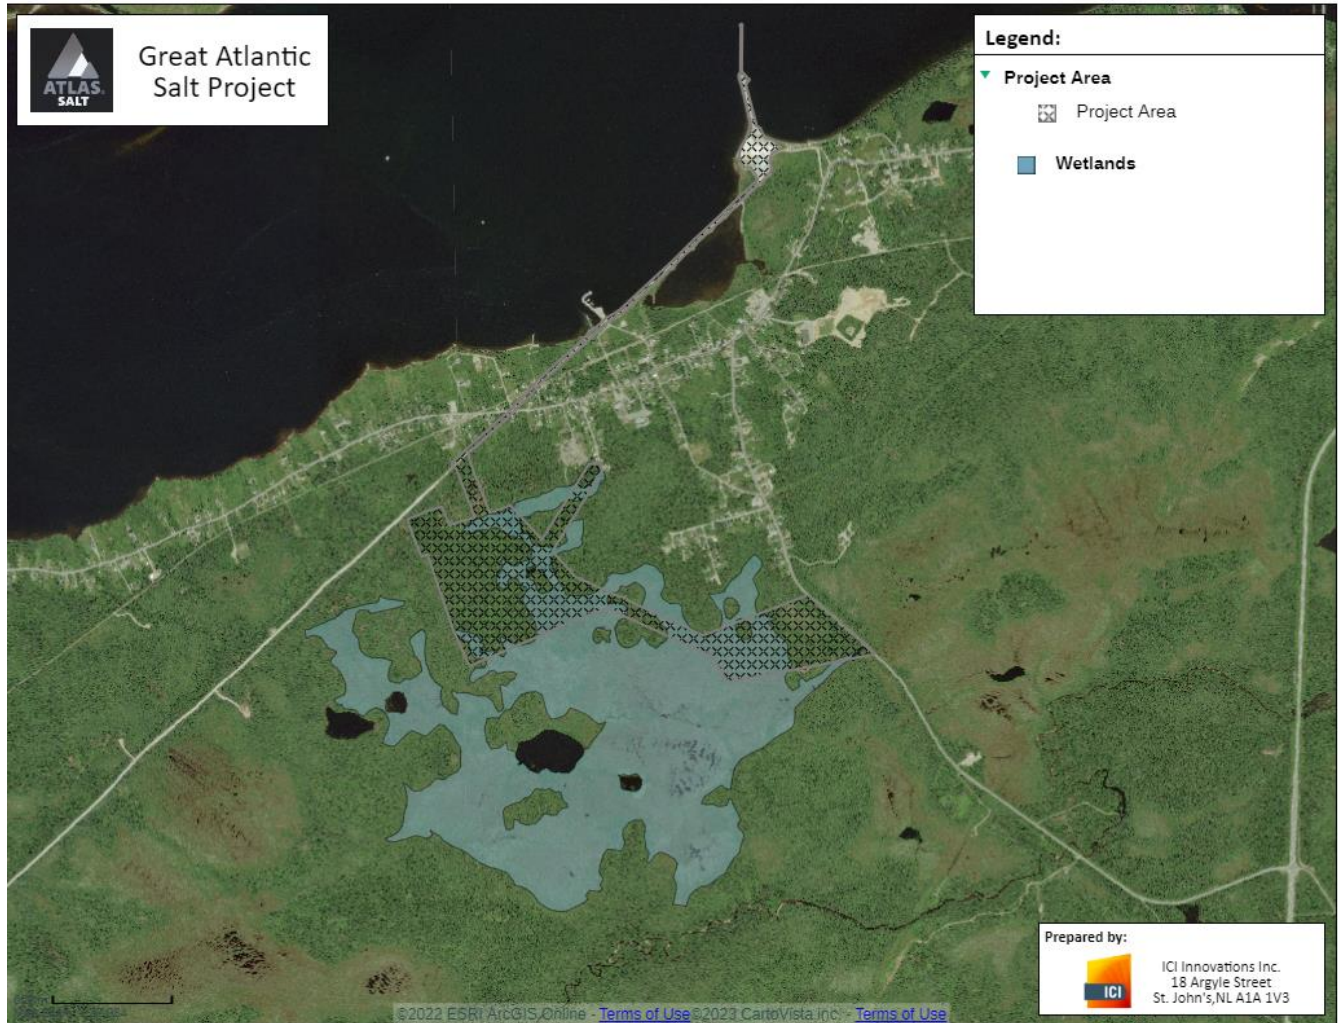 ATLAS
SALT
Great Atlantic
Salt Project
Legend:
Project Area
Project Area
Wetlands
Prepared by:
ICI
ICI Innovations Inc.
18 Argyle Street
St. John's,NL A1A 1V3
©2022 ESRI ArcGIS Online - Terms of Use ©2023 CartoVista inc. - Terms of Use